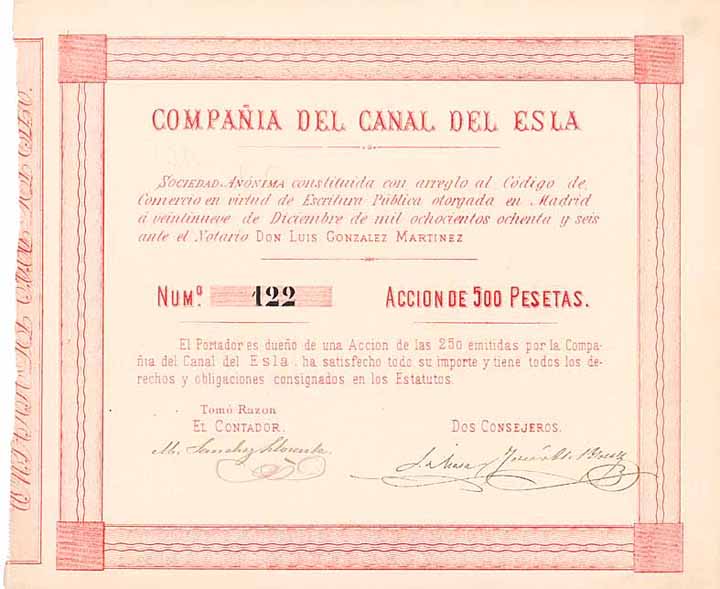 COMPAÑIA DEL CANAL DEL ESLA
SOCIEDAD ANÓNIMA constituida con arreglo al Código de
Comercio en virtud de Escritura Pública otorgada en Madrid
á veintinueve de Diciembre de mil ochocientos ochenta y seis
ante el Notario DON LUIS GONZALEZ MARTINEZ
NUMº. 122 ACCION DE 500 PESETAS.
El Portador es dueño de una Accion de las 250 emitidas por la Compa-
ñia del Canal del Esla, ha satisfecho todo su importe y tiene todos los de-
rechos y obligaciones consignados en los Estatutos.
Tomó Razon
EL CONTADOR. DOS CONSEJEROS.
M. Sanchez Llorente.